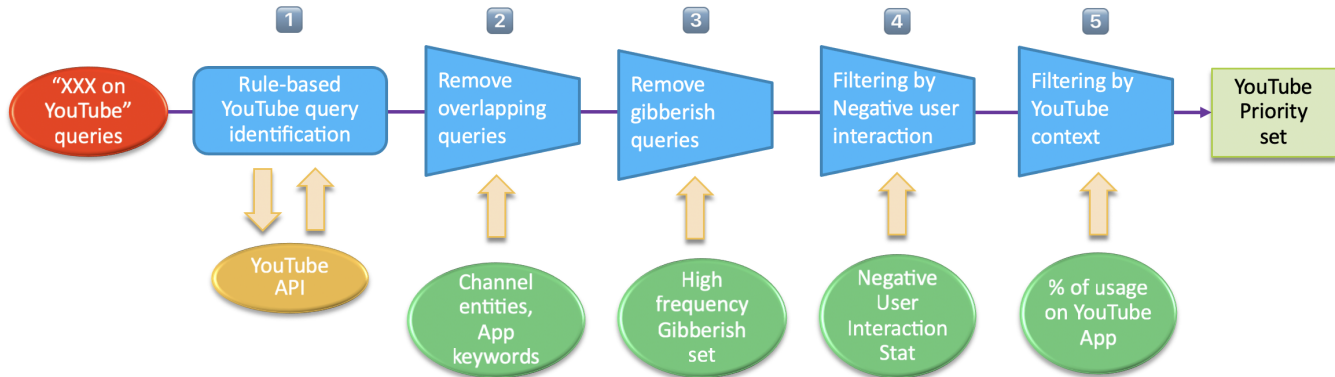 1
2
3
4
5
“XXX on
YouTube”
queries
Rule-based
YouTube query
identification
Remove
overlapping
queries
Remove
gibberish
queries
Filtering by
Negative user
interaction
Filtering by
YouTube
context
YouTube
Priority
set
YouTube
API
Channel
entities,
App
keywords
High
frequency
Gibberish
set
Negative
User
Interaction
Stat
% of usage
on YouTube
App